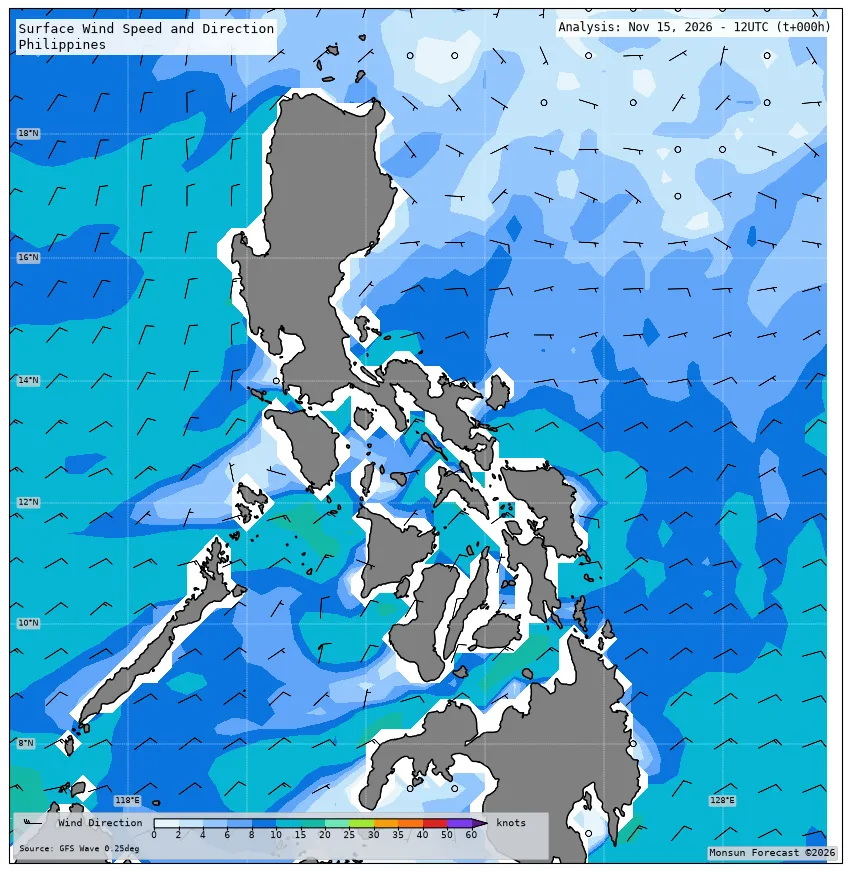 Surface Wind Speed and Direction
Philippines
Analysis: Nov 15, 2026 - 12UTC (t+000h)
18°N
16°N
14°N
12°N
10°N
8°N
118°E
128°E
Wind Direction
0 2 4 6 8 10 15 20 25 30 35 40 50 60
knots
Source: GFS Wave 0.25deg
Monsun Forecast ©2026